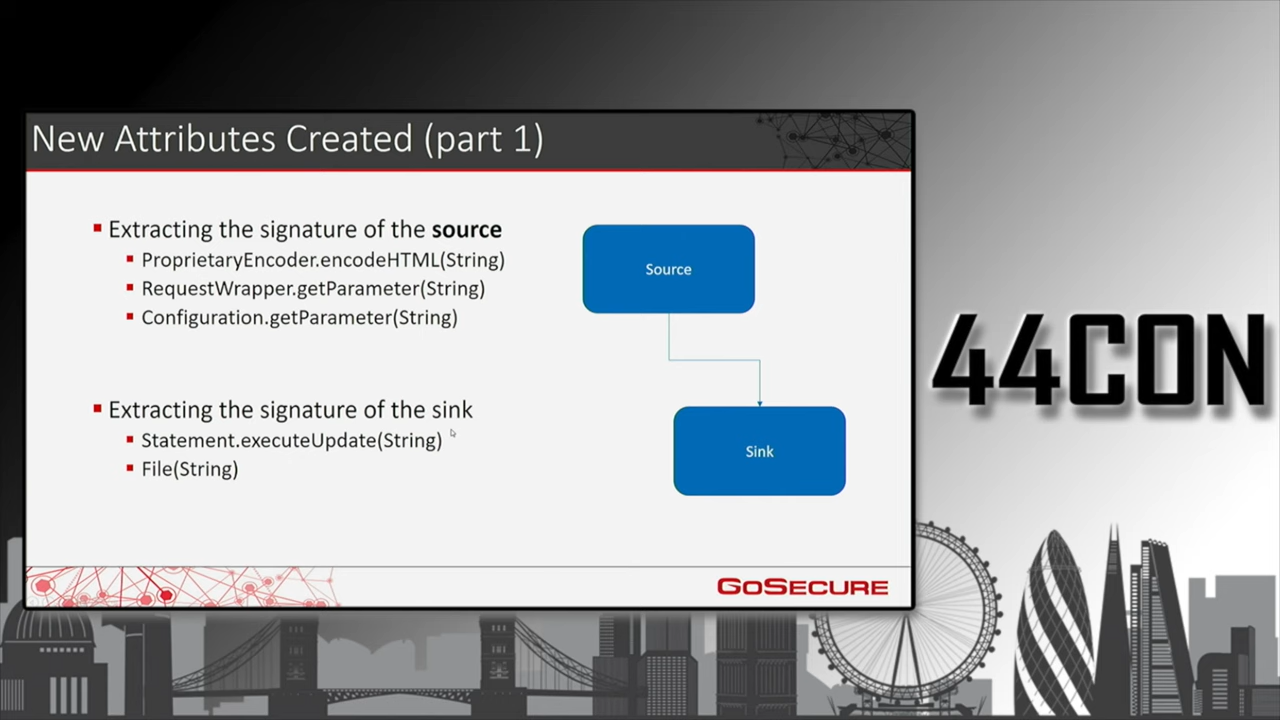 New Attributes Created (part 1)
Extracting the signature of the source
ProprietaryEncoder.encodeHTML(String)
RequestWrapper.getParameter(String)
Configuration.getParameter(String)
Extracting the signature of the sink
Statement.executeUpdate(String)
File(String)
Source
Sink
GoSecure
44CON